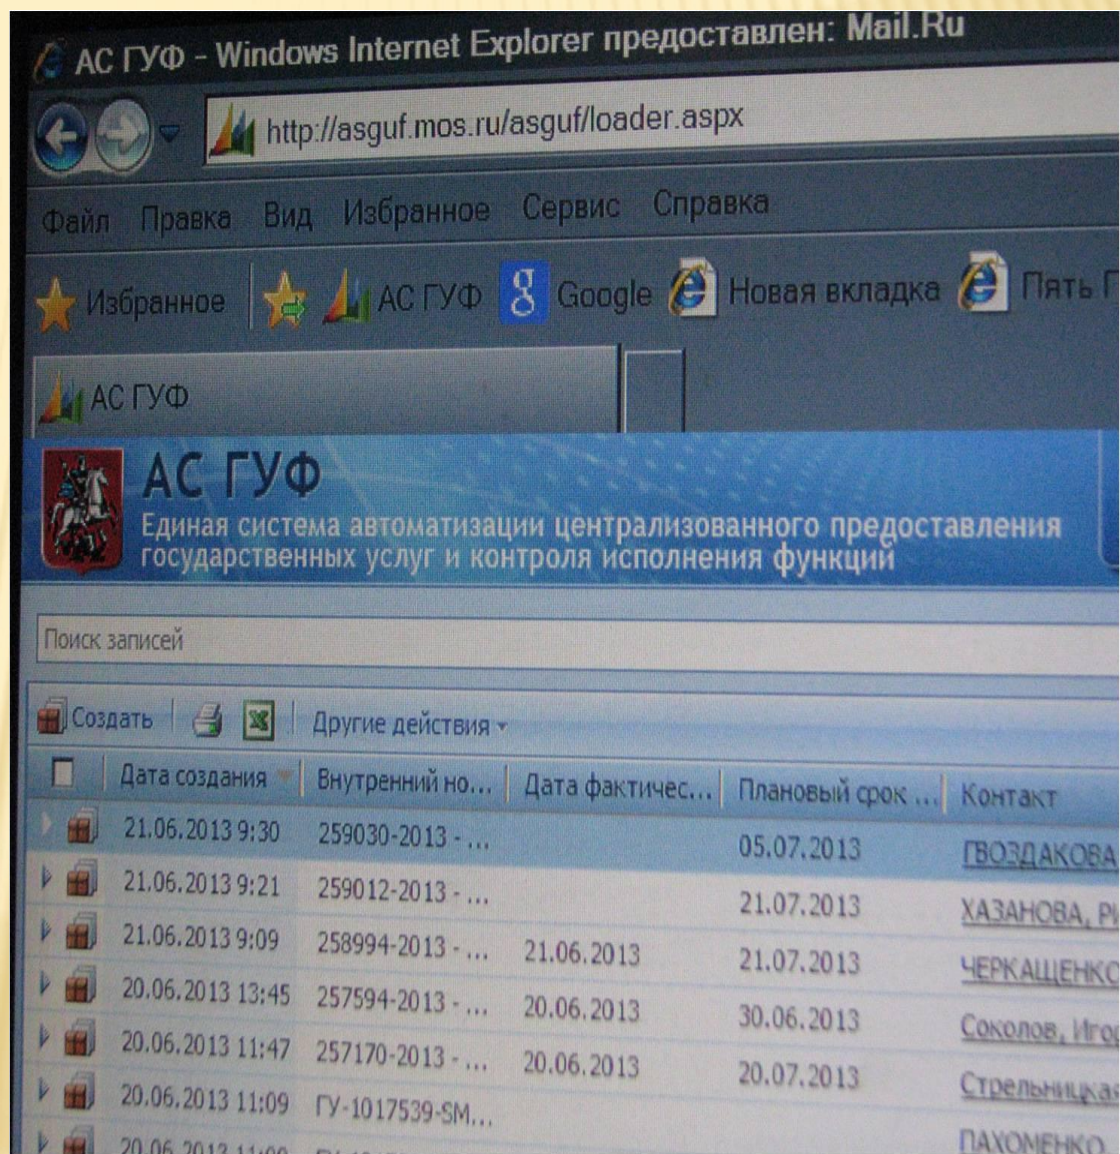 АС ГУФ - Windows Internet Explorer предоставлен: Mail.Ru
http://asguf.mos.ru/asguf/loader.aspx
Файл Правка Вид Избранное Сервис Справка
Избранное АС ГУФ Google Новая вкладка Пять
АС ГУФ
АС ГУФ
Единая система автоматизации централизованного предоставления
государственных услуг и контроля исполнения функций
Поиск записей
Создать Другие действия
Дата создания Внутренний но... Дата фактичес... Плановый срок ... Контакт
21.06.2013 9:30 259030-2013 - ... 05.07.2013 ГВОЗДАКОВА
21.06.2013 9:21 259012-2013 - ... 21.07.2013 ХАЗАНОВА,
21.06.2013 9:09 258994-2013 - ... 21.06.2013 21.07.2013 ЧЕРКАЩЕНКО
20.06.2013 13:45 257594-2013 - ... 20.06.2013 30.06.2013 Соколов,
20.06.2013 11:47 257170-2013 - ... 20.06.2013 20.07.2013 Стрельницкая
20.06.2013 11:09 ГУ-1017539-SM... ПАХОМЕНКО